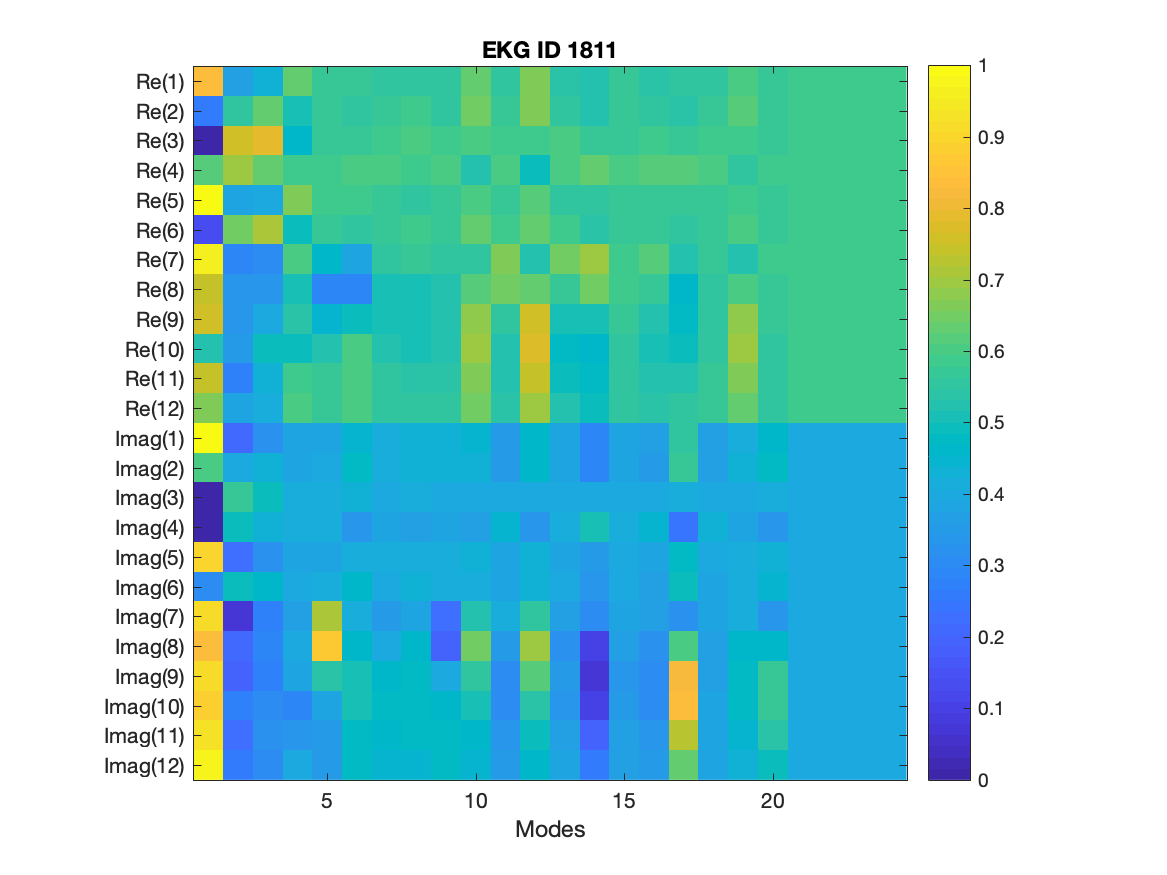 EKG ID 1811
Re(1)
Re(2)
Re(3)
Re(4)
Re(5)
Re(6)
Re(7)
Re(8)
Re(9)
Re(10)
Re(11)
Re(12)
Imag(1)
Imag(2)
Imag(3)
Imag(4)
Imag(5)
Imag(6)
Imag(7)
Imag(8)
Imag(9)
Imag(10)
Imag(11)
Imag(12)
5 10 15 20
Modes
1
0.9
0.8
0.7
0.6
0.5
0.4
0.3
0.2
0.1
0